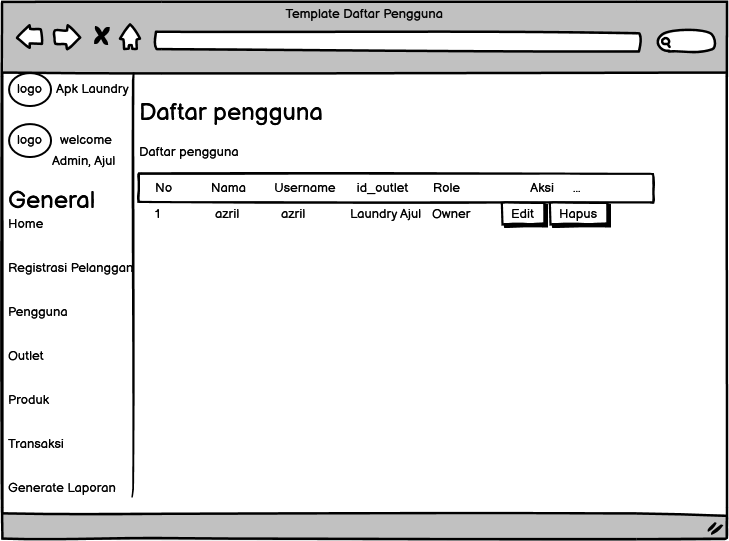 Template Daftar Pengguna
logo Apk Laundry
logo welcome
Admin, Ajul
General
Home
Registrasi Pelanggan
Pengguna
Outlet
Produk
Transaksi
Generate Laporan
Daftar pengguna
Daftar pengguna
No Nama Username id_outlet Role Aksi ...
1 azril azril Laundry Ajul Owner Edit Hapus